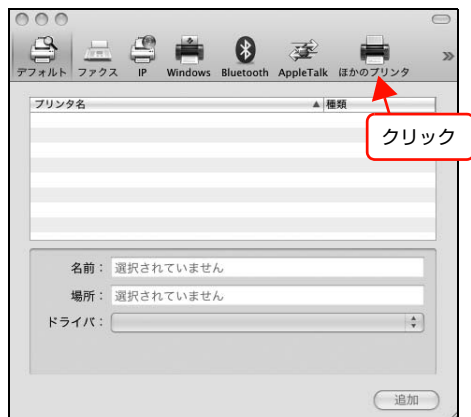 デフォルト ファクス IP Windows Bluetooth AppleTalk ほかのプリンタ
プリンタ名 種類
クリック
名前： 選択されていません
場所： 選択されていません
ドライバ：
追加